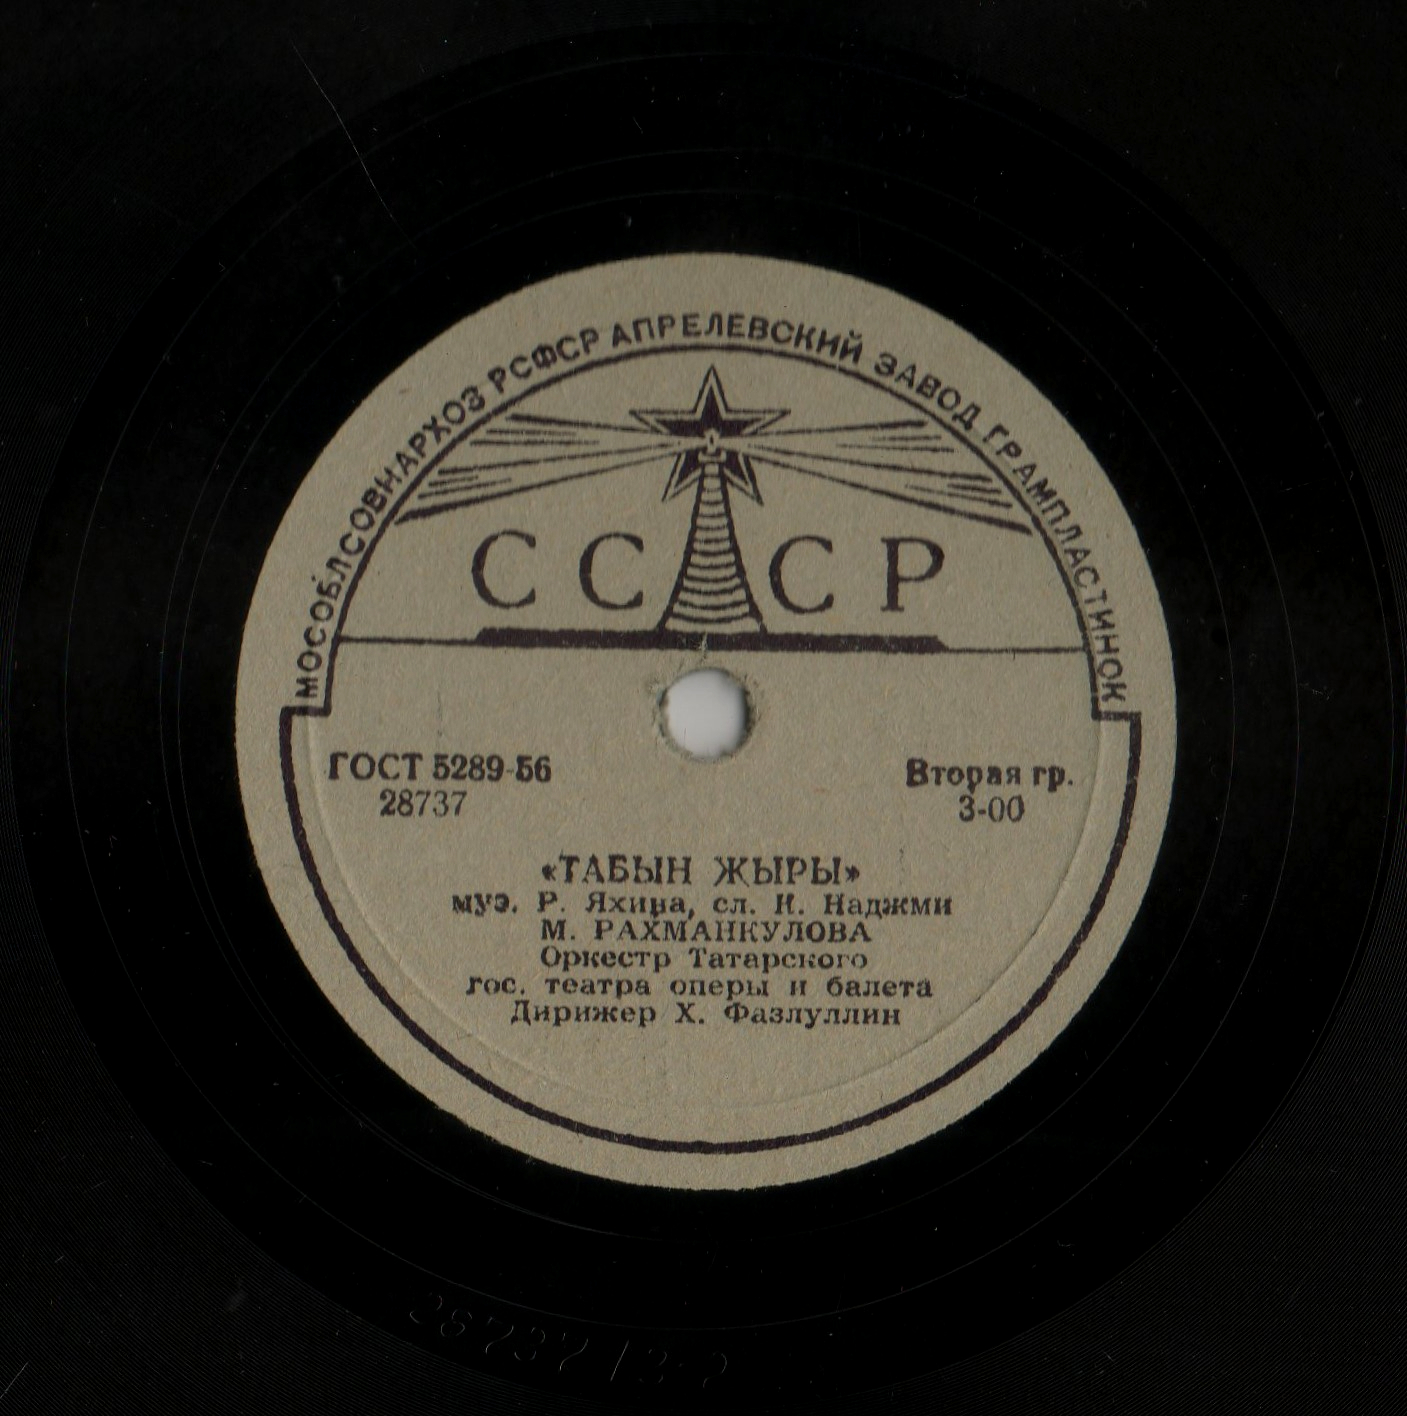 МОСОБЛСОВНАРХОЗ РСФСР АПРЕЛЕВСКИЙ ЗАВОД ГРАМПЛАСТИНОК
СССР
ГОСТ 5289-56
28737
Вторая гр.
3-00
«ТАБЫН ҖЫРЫ»
муз. Р. Яхина, сл. К. Наджми
М. РАХМАНКУЛОВА
Оркестр Татарского
гос. театра оперы и балета
Дирижер Х. Фазлуллин